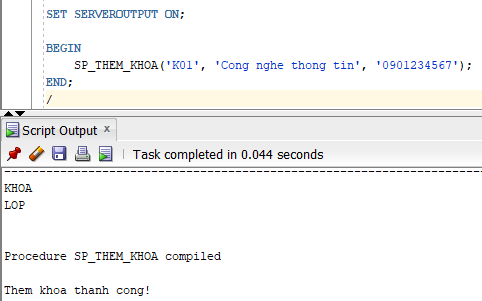 SET SERVEROUTPUT ON;
BEGIN
SP_THEM_KHOA('K01', 'Cong nghe thong tin', '0901234567');
END;
/
Script Output x
Task completed in 0.044 seconds
KHOA
LOP
Procedure SP_THEM_KHOA compiled
Them khoa thanh cong!